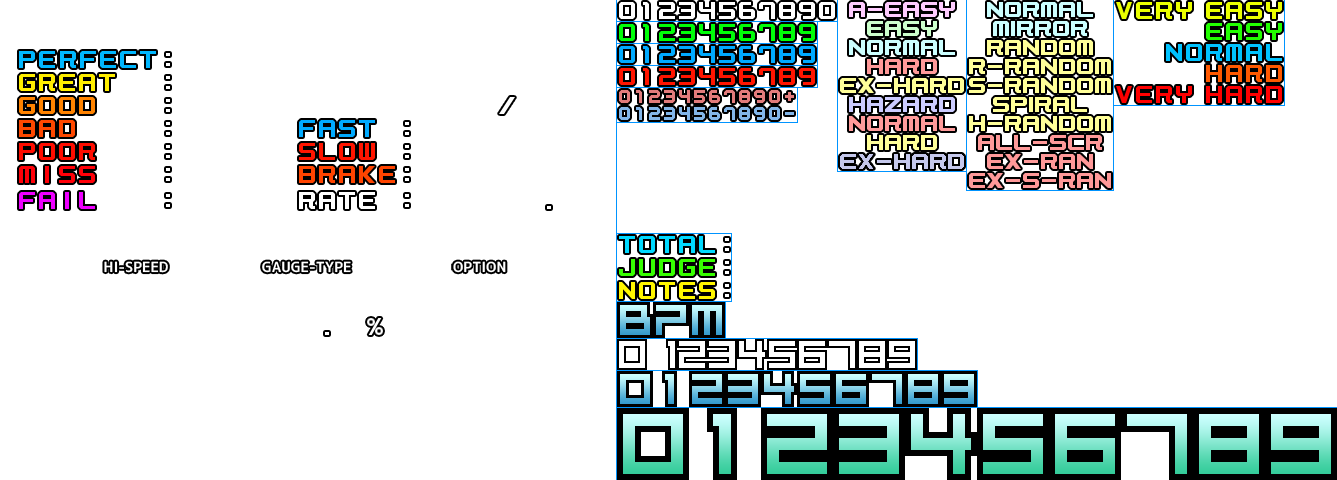 PERFECT :
GREAT :
GOOD :
BAD :
POOR :
MISS :
FAIL :
/
FAST :
SLOW :
BRAKE :
RATE : .
HI-SPEED GAUGE-TYPE OPTION
. %
01234567890
0123456789
0123456789
0123456789
01234567890+
01234567890-
A-EASY
EASY
NORMAL
HARD
EX-HARD
HAZARD
NORMAL
HARD
EX-HARD
NORMAL
MIRROR
RANDOM
R-RANDOM
S-RANDOM
SPIRAL
H-RANDOM
ALL-SCR
EX-RAN
EX-S-RAN
VERY EASY
EASY
NORMAL
HARD
VERY HARD
TOTAL :
JUDGE :
NOTES :
BPM
0123456789
0123456789
0123456789